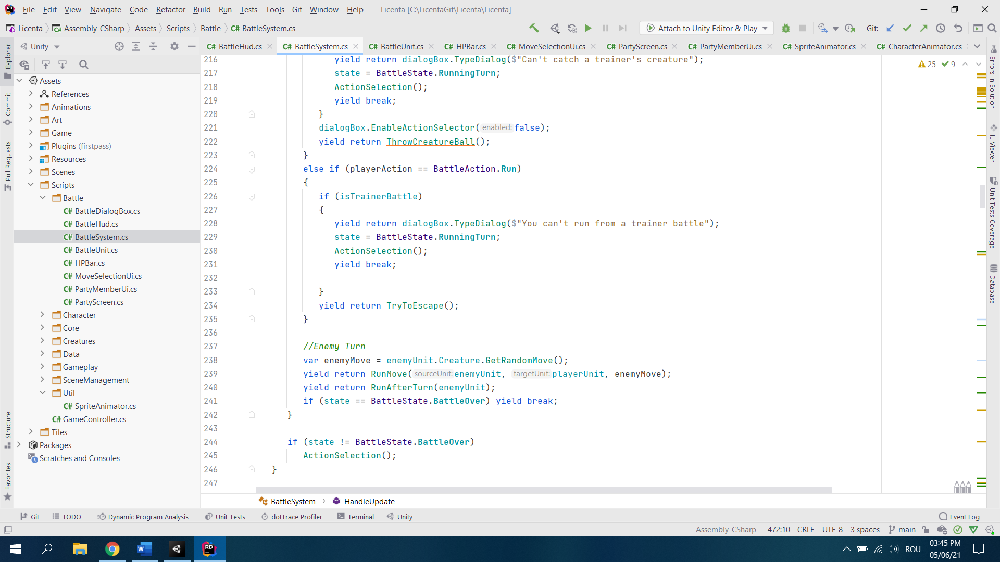 File Edit View Navigate Code Refactor Build Run Tests Tools Git Window Help Licenta [C:\LicentaGit\Licenta\Licenta]
Licenta Assembly-CSharp Assets Scripts Battle C# BattleSystem.cs Attach to Unity Editor & Play Git:
Unity
C# BattleHud.cs C# BattleSystem.cs C# BattleUnit.cs C# HPBar.cs C# MoveSelectionUi.cs C# PartyScreen.cs C# PartyMemberUi.cs C# SpriteAnimator.cs C# CharacterAnimator.cs
Explorer
Commit
Pull Requests
Structure
Favorites
Assets
References
Animations
Art
Game
Plugins (firstpass)
Resources
Scenes
Scripts
Battle
C# BattleDialogBox.cs
C# BattleHud.cs
C# BattleSystem.cs
C# BattleUnit.cs
C# HPBar.cs
C# MoveSelectionUi.cs
C# PartyMemberUi.cs
C# PartyScreen.cs
Character
Core
Creatures
Data
Gameplay
SceneManagement
Util
C# SpriteAnimator.cs
C# GameController.cs
Tiles
Packages
Scratches and Consoles
25 9
216 yield return dialogBox.TypeDialog($"Can't catch a trainer's creature");
217 state = BattleState.RunningTurn;
218 ActionSelection();
219 yield break;
220 }
221 dialogBox.EnableActionSelector( enabled: false);
222 yield return ThrowCreatureBall();
223 }
224 else if (playerAction == BattleAction.Run)
225 {
226 if (isTrainerBattle)
227 {
228 yield return dialogBox.TypeDialog($"You can't run from a trainer battle");
229 state = BattleState.RunningTurn;
230 ActionSelection();
231 yield break;
232
233 }
234 yield return TryToEscape();
235 }
236
237 //Enemy Turn
238 var enemyMove = enemyUnit.Creature.GetRandomMove();
239 yield return RunMove( sourceUnit: enemyUnit, targetUnit: playerUnit, enemyMove);
240 yield return RunAfterTurn(enemyUnit);
241 if (state == BattleState.BattleOver) yield break;
242 }
243
244 if (state != BattleState.BattleOver)
245 ActionSelection();
246 }
247
Errors In Solution
IL Viewer
Unit Tests Coverage
Database
BattleSystem HandleUpdate
Git TODO Dynamic Program Analysis Unit Tests dotTrace Profiler Terminal Unity Event Log
Assembly-CSharp 472:10 CRLF UTF-8 3 spaces main
ROU 03:45 PM
05/06/21